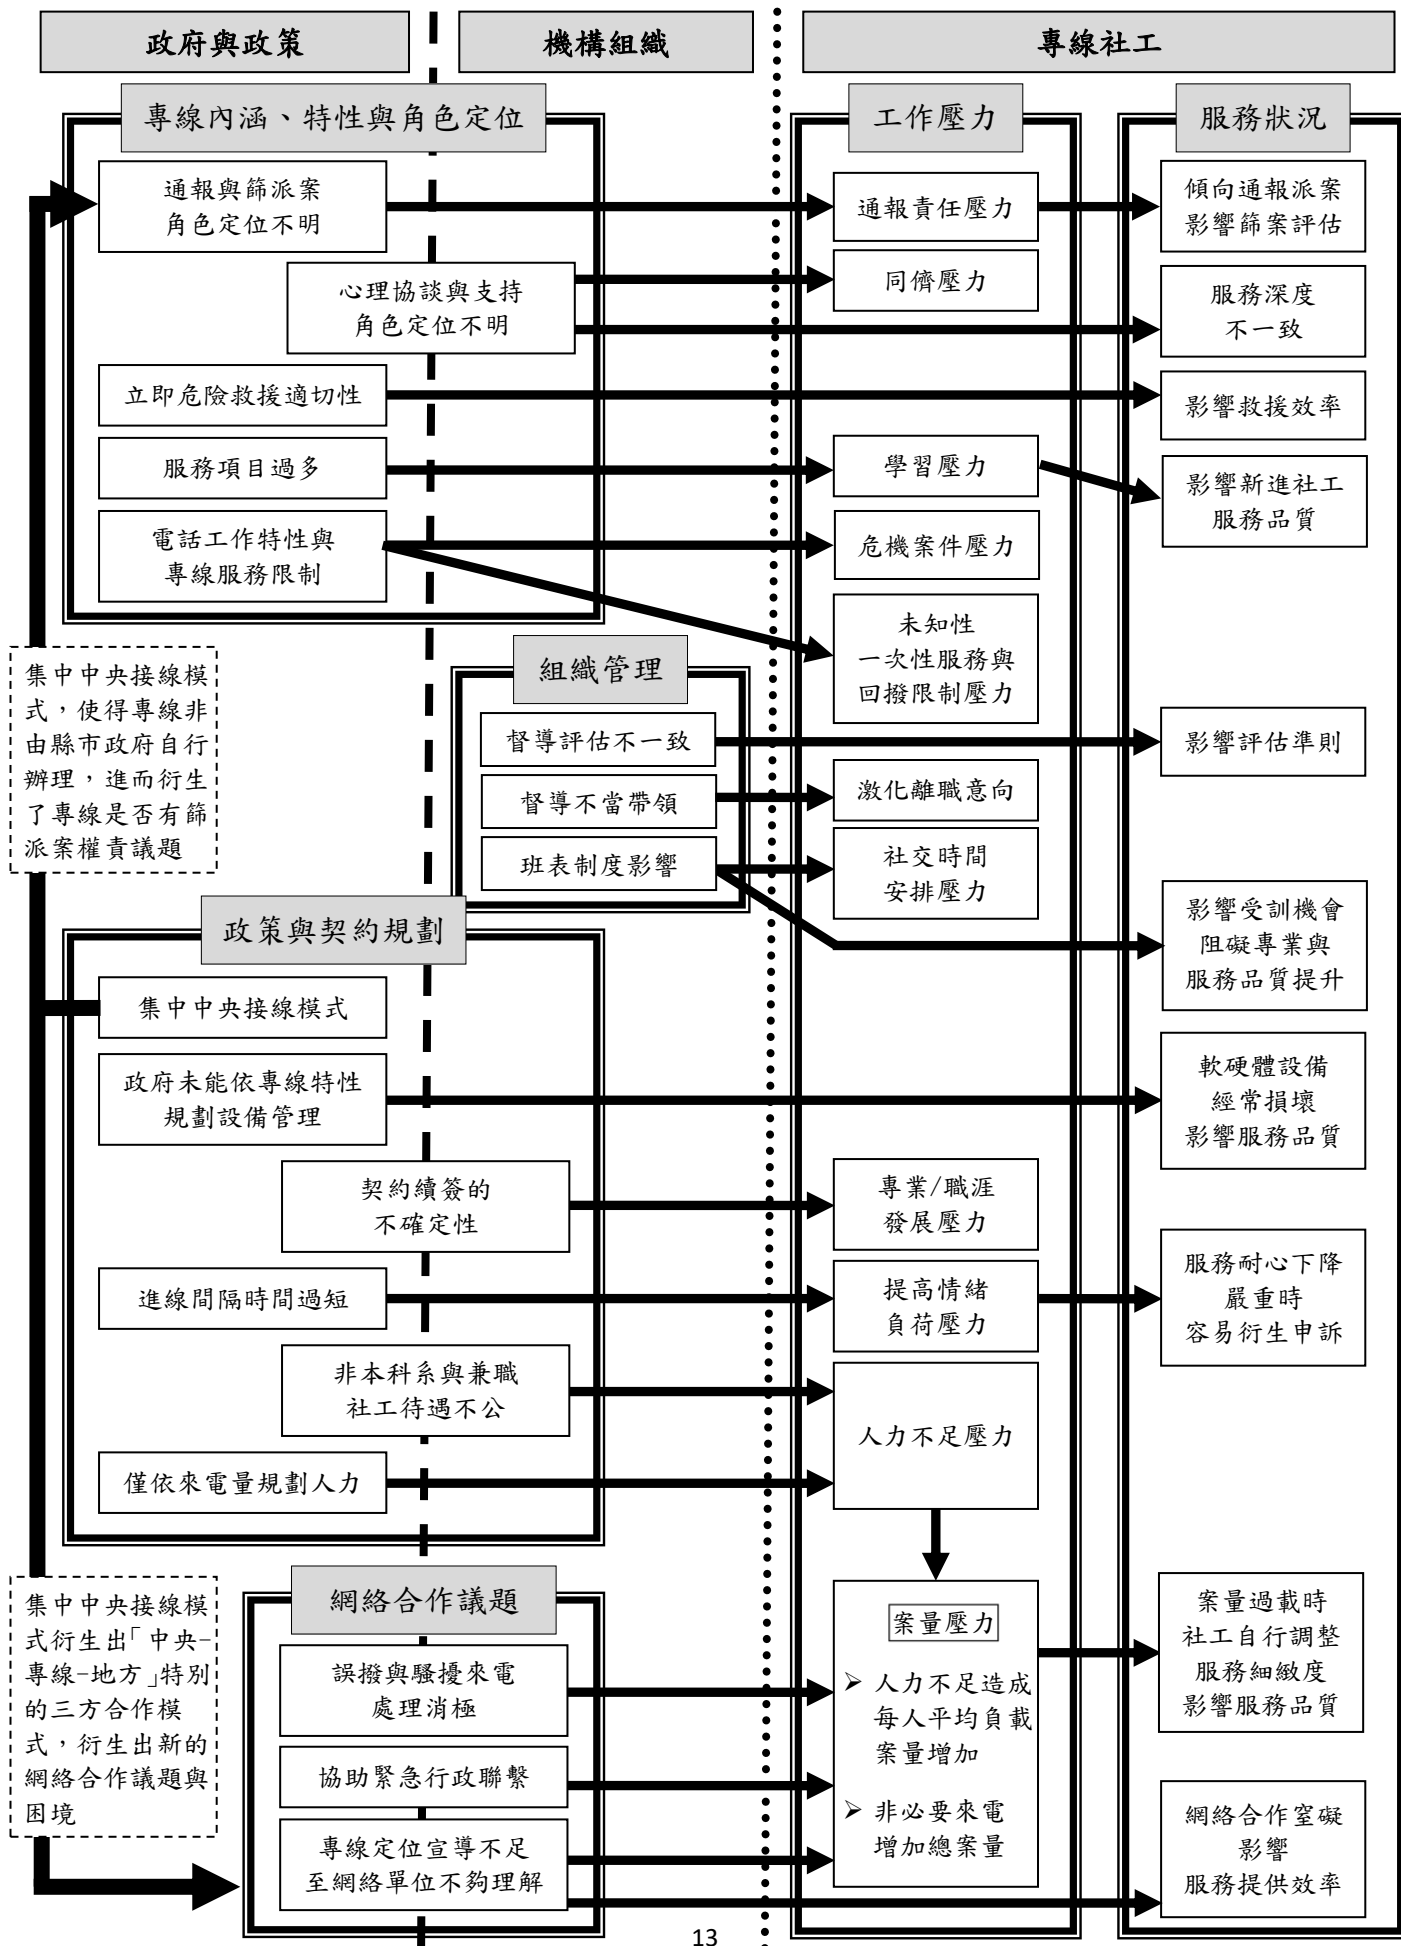 政府與政策
機構組織
專線社工
專線內涵、特性與角色定位
通報與篩派案
角色定位不明
心理協談與支持
角色定位不明
立即危險救援適切性
服務項目過多
電話工作特性與
專線服務限制
集中中央接線模
式，使得專線非
由縣市政府自行
辦理，進而衍生
了專線是否有篩
派案權責議題
組織管理
督導評估不一致
督導不當帶領
班表制度影響
政策與契約規劃
集中中央接線模式
政府未能依專線特性
規劃設備管理
契約續簽的
不確定性
進線間隔時間過短
非本科系與兼職
社工待遇不公
僅依來電量規劃人力
集中中央接線模
式衍生出「中央-
專線-地方」特別
的三方合作模
式，衍生出新的
網絡合作議題與
困境
網絡合作議題
誤撥與騷擾來電
處理消極
協助緊急行政聯繫
專線定位宣導不足
至網絡單位不夠理解
工作壓力
通報責任壓力
同儕壓力
學習壓力
危機案件壓力
未知性
一次性服務與
回撥限制壓力
激化離職意向
社交時間
安排壓力
專業/職涯
發展壓力
提高情緒
負荷壓力
人力不足壓力
案量壓力
➢ 人力不足造成
每人平均負載
案量增加
➢ 非必要來電
增加總案量
服務狀況
傾向通報派案
影響篩案評估
服務深度
不一致
影響救援效率
影響新進社工
服務品質
影響評估準則
影響受訓機會
阻礙專業與
服務品質提升
軟硬體設備
經常損壞
影響服務品質
服務耐心下降
嚴重時
容易衍生申訴
案量過載時
社工自行調整
服務細緻度
影響服務品質
網絡合作窒礙
影響
服務提供效率
13